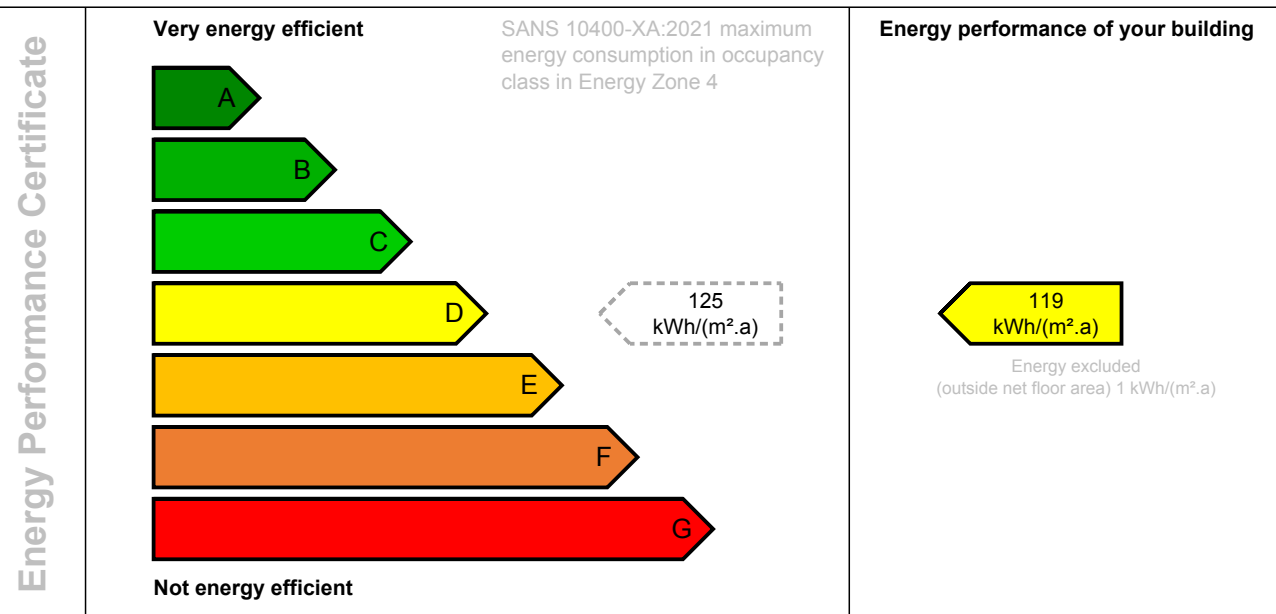 Energy Performance Certificate
Very energy efficient
SANS 10400-XA:2021 maximum
energy consumption in occupancy
class in Energy Zone 4
A
B
C
D
E
F
G
125
kWh/(m².a)
Not energy efficient
Energy performance of your building
119
kWh/(m².a)
Energy excluded
(outside net floor area) 1 kWh/(m².a)